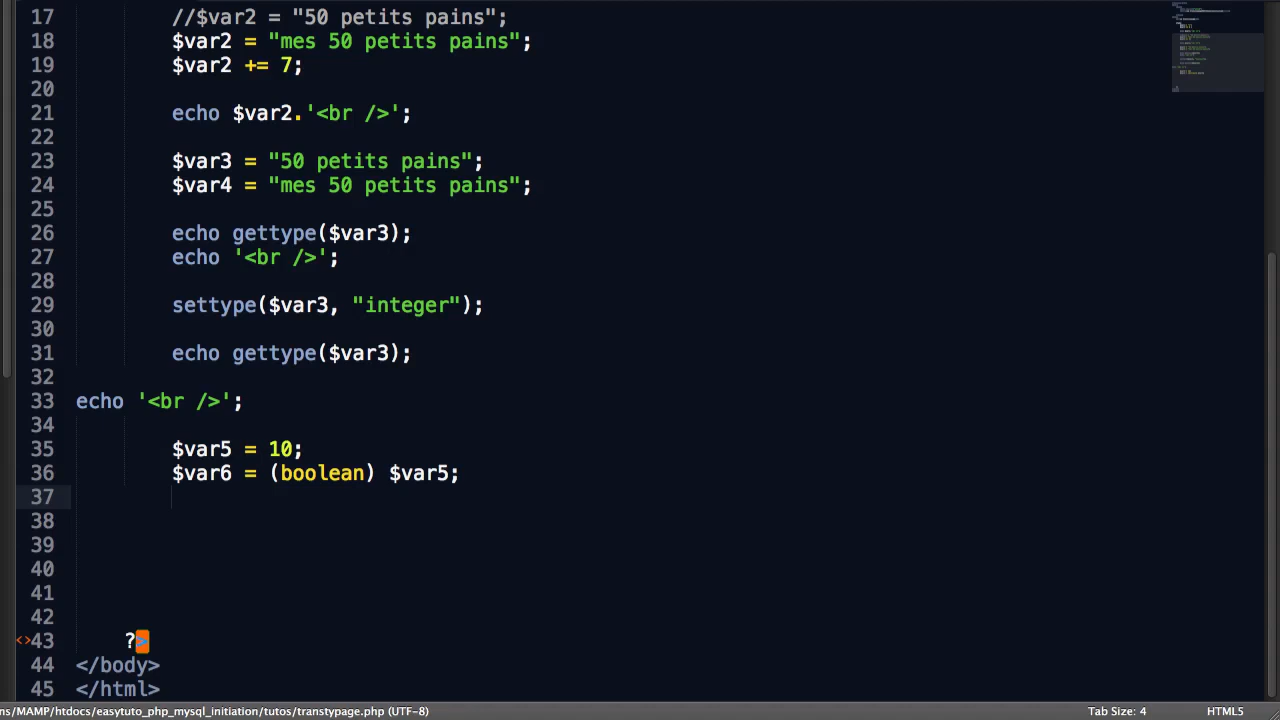 17 //$var2 = "50 petits pains";
18 $var2 = "mes 50 petits pains";
19 $var2 += 7;
20
21 echo $var2.'<br />';
22
23 $var3 = "50 petits pains";
24 $var4 = "mes 50 petits pains";
25
26 echo gettype($var3);
27 echo '<br />';
28
29 settype($var3, "integer");
30
31 echo gettype($var3);
32
33 echo '<br />';
34
35 $var5 = 10;
36 $var6 = (boolean) $var5;
37
38
39
40
41
42
<>43 ?>
44 </body>
45 </html>
ns/MAMP/htdocs/easytuto_php_mysql_initiation/tutos/transtypage.php (UTF-8) Tab Size: 4 HTML5